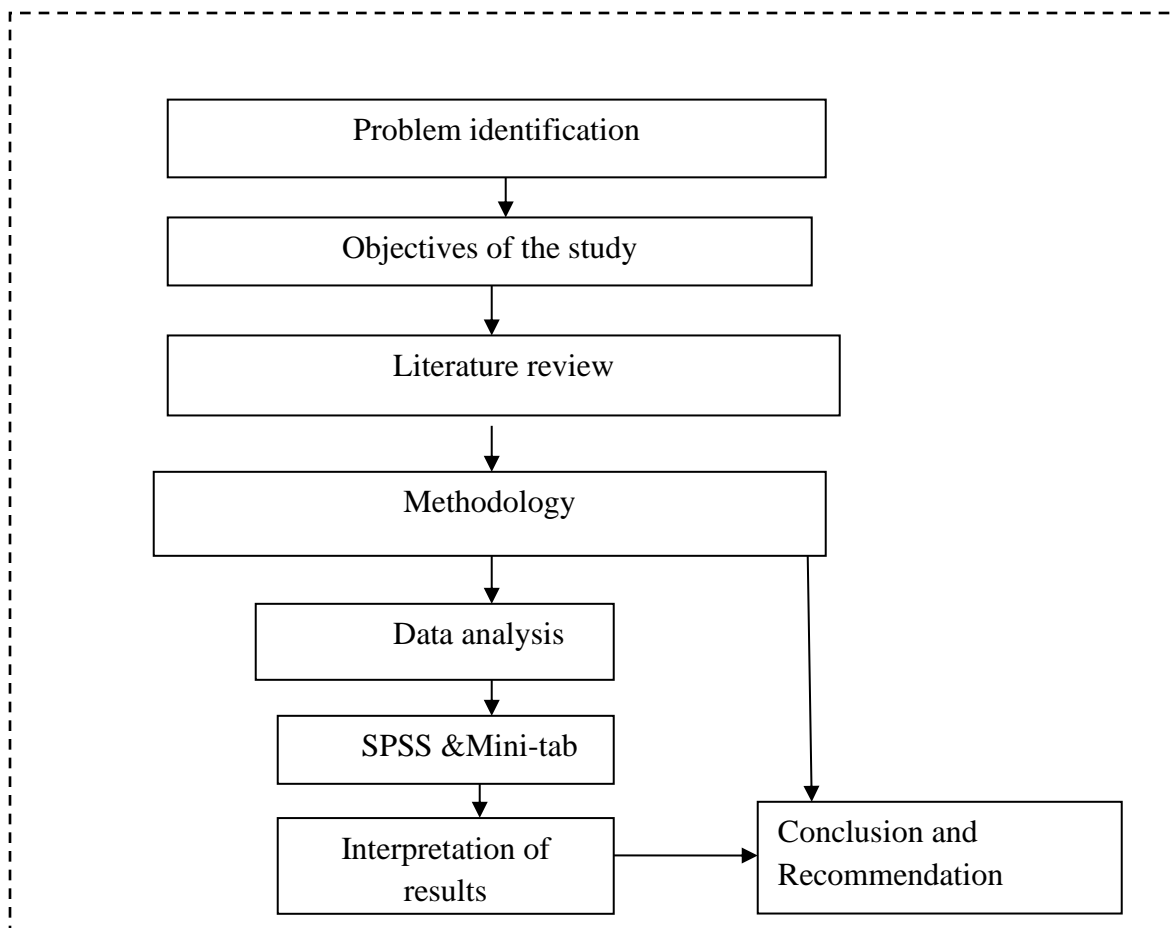 Problem identification
Objectives of the study
Literature review
Methodology
Data analysis
SPSS &Mini-tab
Interpretation of
results
Conclusion and
Recommendation